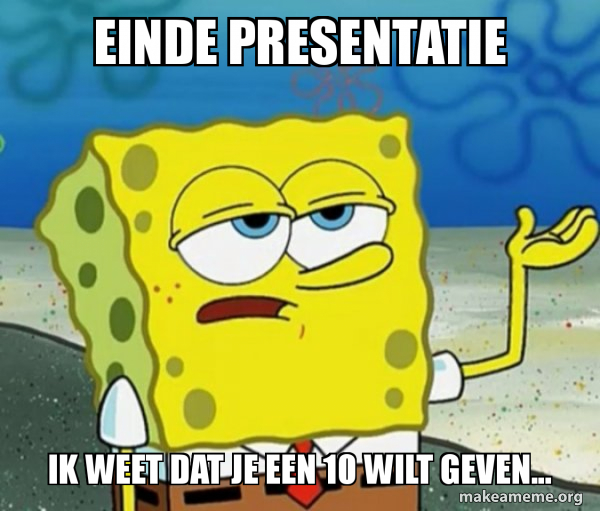 EINDE PRESENTATIE
IK WEET DAT JE EEN 10 WILT GEVEN...
makeameme.org